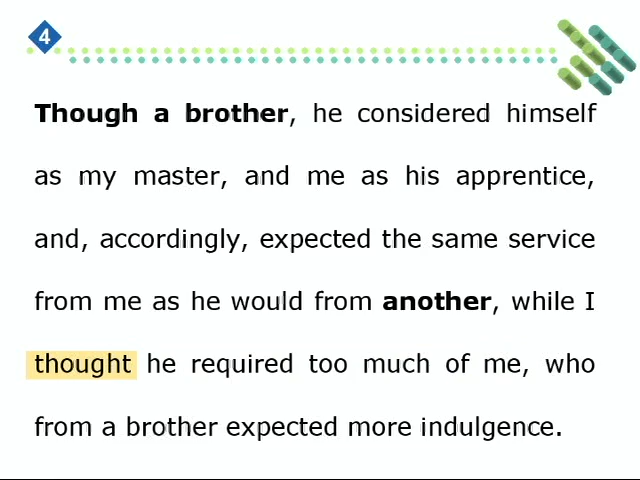 4
Though a brother, he considered himself
as my master, and me as his apprentice,
and, accordingly, expected the same service
from me as he would from another, while I
thought he required too much of me, who
from a brother expected more indulgence.